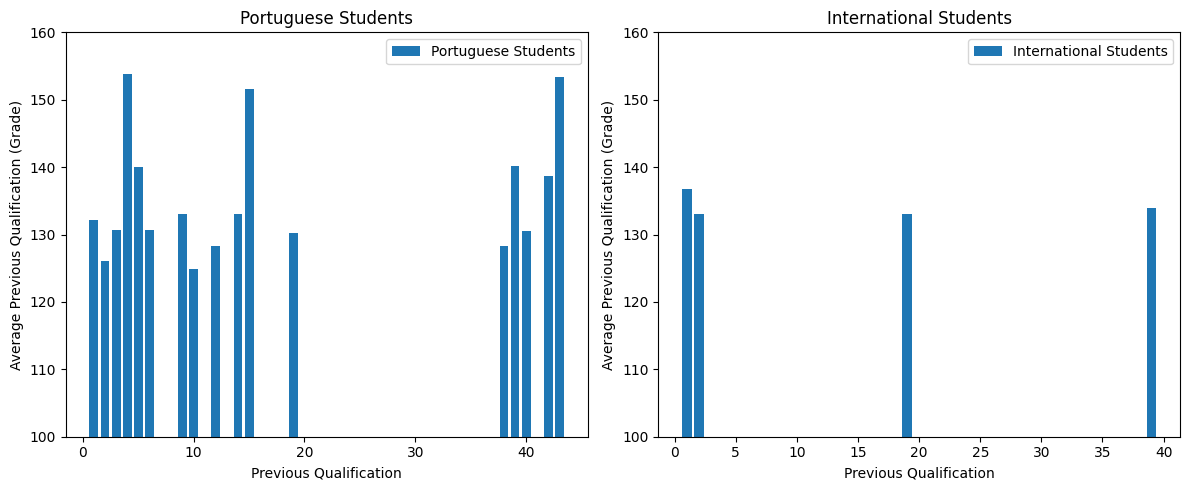 Portuguese Students
Average Previous Qualification (Grade)
160
150
140
130
120
110
100
Portuguese Students
0 10 20 30 40
Previous Qualification
International Students
Average Previous Qualification (Grade)
160
150
140
130
120
110
100
International Students
0 5 10 15 20 25 30 35 40
Previous Qualification